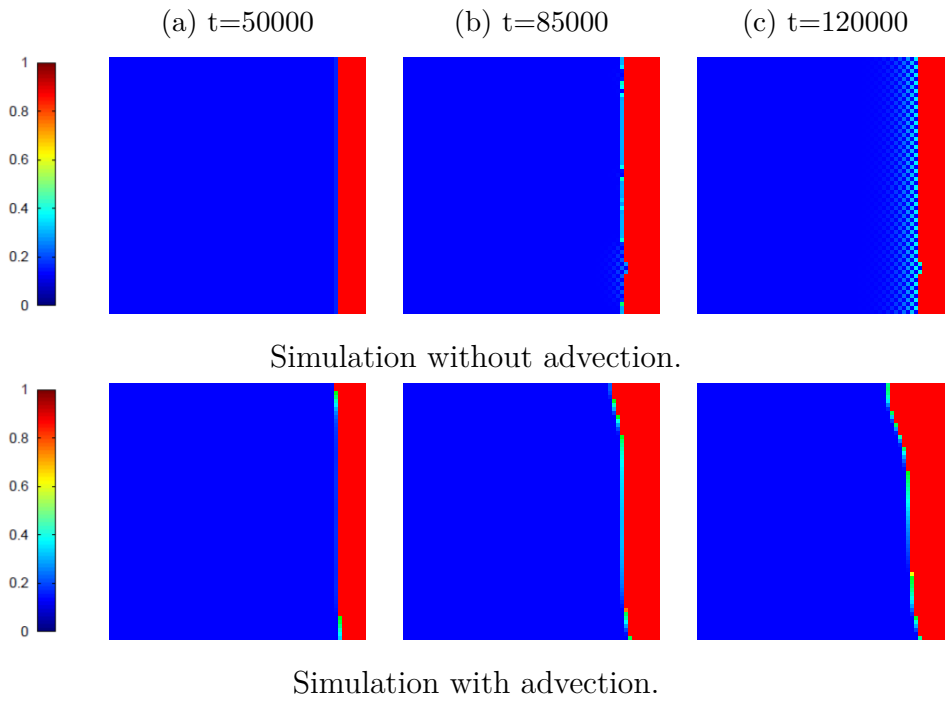 (a) t=50000
(b) t=85000
(c) t=120000
1
0.8
0.6
0.4
0.2
0
Simulation without advection.
1
0.8
0.6
0.4
0.2
0
Simulation with advection.